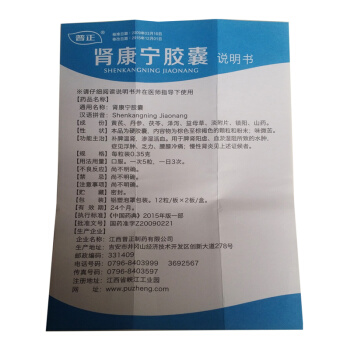 普正
核准日期:2010年02月10日
修改日期:2015年12月01日
肾康宁胶囊 说明书
SHENKANGNING JIAONANG
※请仔细阅读说明书并在医师指导下使用
【药品名称】
通用名称:肾康宁胶囊
汉语拼音:Shenkangning Jiaonang
【成 份】黄芪、丹参、茯苓、泽泻、益母草、淡附片、锁阳、山药。
【性 状】本品为硬胶囊,内容物为棕色至棕褐色的颗粒和粉末;味微苦。
【功能主治】补脾温肾,渗湿活血。用于脾肾阳虚、血瘀湿阻所致的水肿,
症见浮肿、乏力、腰膝冷痛;慢性肾炎见上述证候者。
【规 格】每粒装0.35克
【用法用量】口服。一次5粒,一日3次。
【不良反应】尚不明确。
【禁 忌】尚不明确。
【注意事项】尚不明确。
【贮 藏】密封。
【包 装】铝塑泡罩包装。12粒/板×2板/盒。
【有 效 期】24个月。
【执行标准】《中国药典》2015年版一部
【批准文号】国药准字Z20090221
【生产企业】
企业名称:江西普正制药有限公司
生产地址:吉安市井冈山经济技术开发区创新大道278号
邮政编码:331409
电话号码:0796-8403999 3692567
传真号码:0796-8403597
注册地址:江西省峡江工业园
网 址:www.puzheng.com